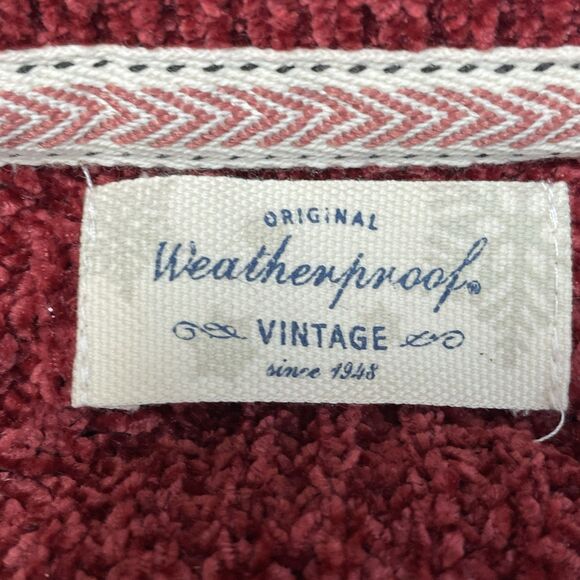 ORIGINAL
Weatherproof®
VINTAGE
since 1948